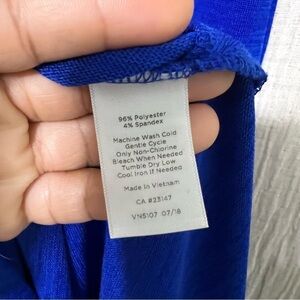 96% Polyester
4% Spandex
Machine Wash Cold
Gentle Cycle
Only Non-Chlorine
Bleach When Needed
Tumble Dry Low
Cool Iron If Needed
Made In Vietnam
CA #23147
VN5107 07/18